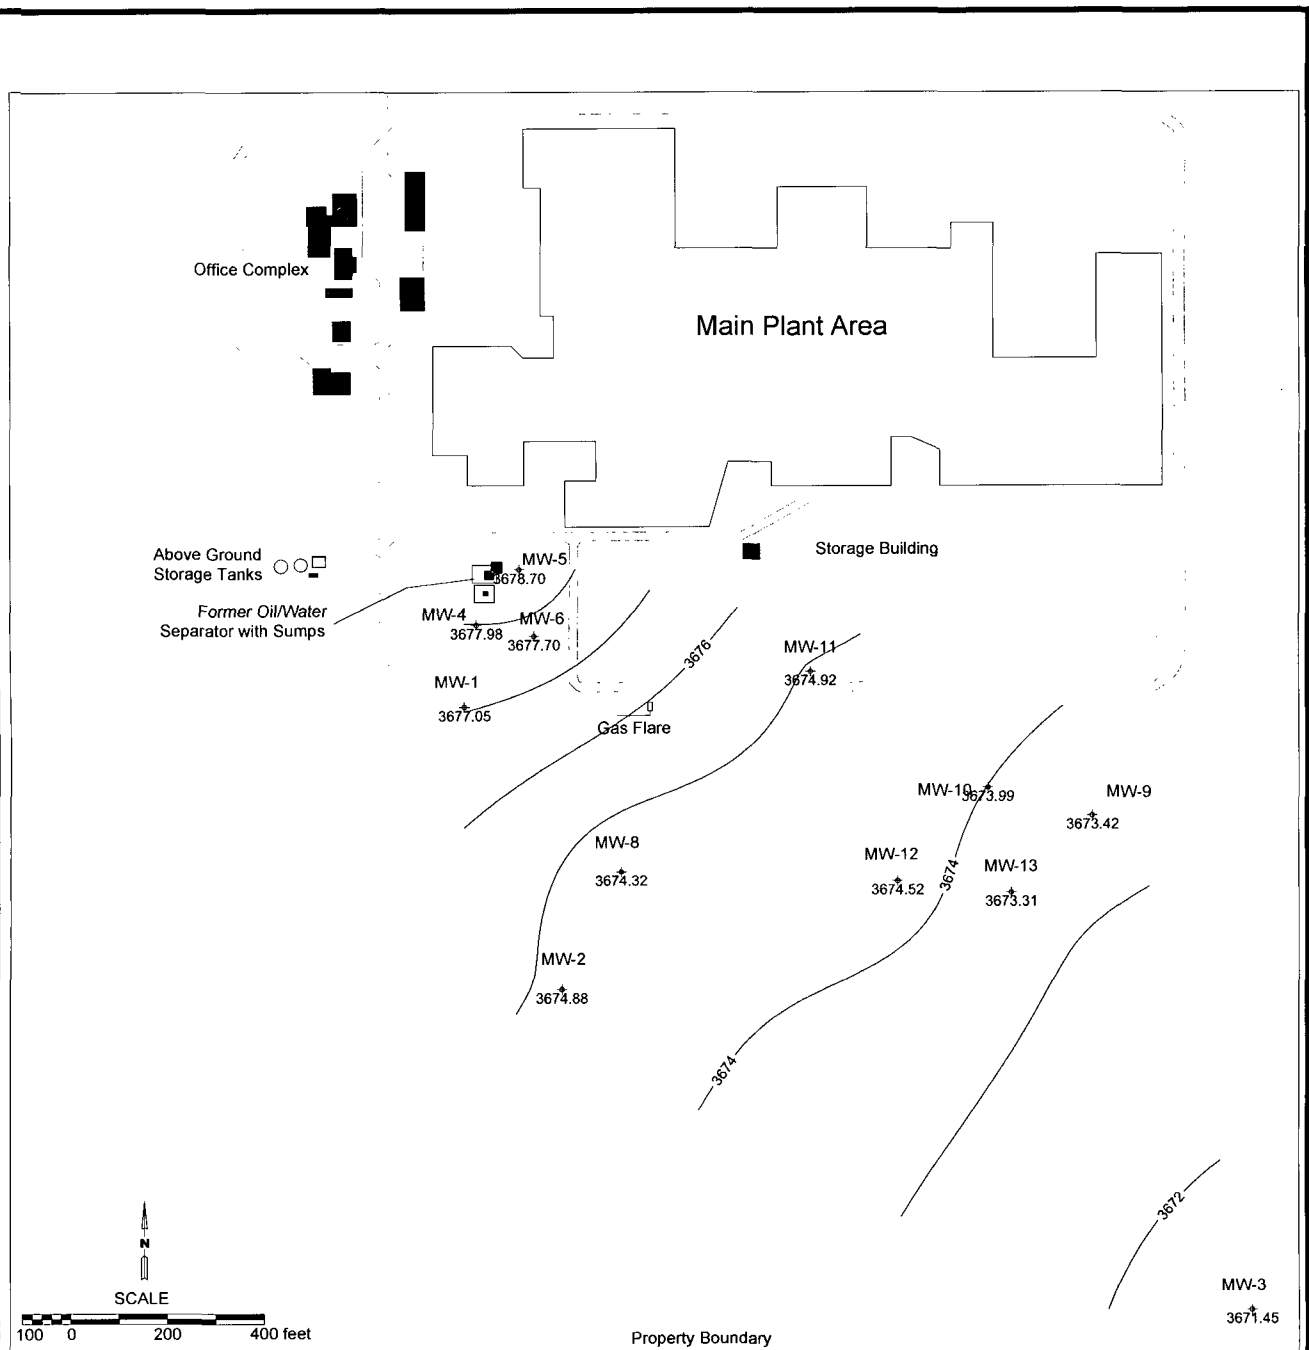 Office Complex
Main Plant Area
Storage Building
Above Ground
Storage Tanks
MW-5
3678.70
Former Oil/Water
Separator with Sumps
MW-4
3677.98
MW-6
3677.70
3676
MW-11
3674.92
MW-1
3677.05
Gas Flare
MW-10
3673.99
MW-9
3673.42
MW-8
3674.32
MW-12
3674.52
3674
MW-13
3673.31
MW-2
3674.88
3674
3672
N
SCALE
100 0 200 400 feet
MW-3
3671.45
Property Boundary